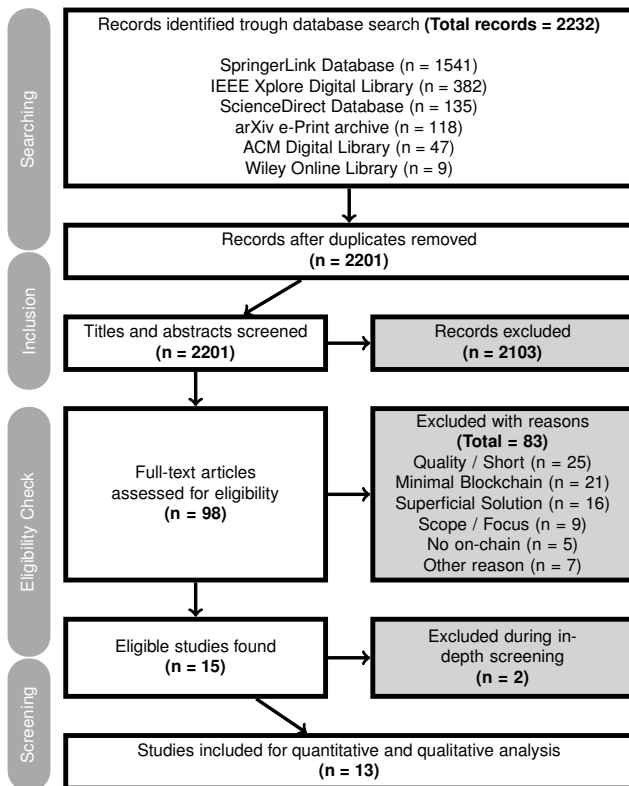 Searching
Records identified trough database search (Total records = 2232)
SpringerLink Database (n = 1541)
IEEE Xplore Digital Library (n = 382)
ScienceDirect Database (n = 135)
arXiv e-Print archive (n = 118)
ACM Digital Library (n = 47)
Wiley Online Library (n = 9)
Records after duplicates removed
(n = 2201)
Inclusion
Titles and abstracts screened
(n = 2201)
Records excluded
(n = 2103)
Eligibility Check
Full-text articles
assessed for eligibility
(n = 98)
Excluded with reasons
(Total = 83)
Quality / Short (n = 25)
Minimal Blockchain (n = 21)
Superficial Solution (n = 16)
Scope / Focus (n = 9)
No on-chain (n = 5)
Other reason (n = 7)
Eligible studies found
(n = 15)
Excluded during in-
depth screening
(n = 2)
Screening
Studies included for quantitative and qualitative analysis
(n = 13)